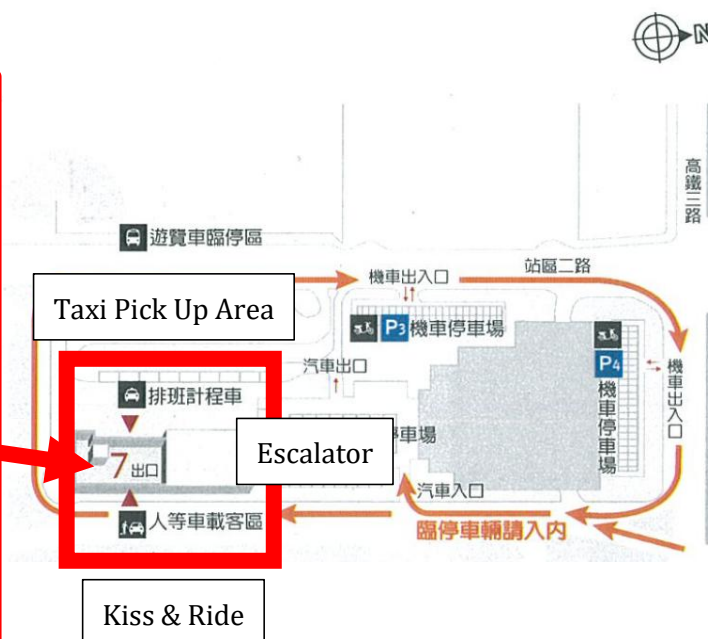 N
高鐵三路
遊覽車臨停區
機車出入口
站區二路
Taxi Pick Up Area
P3 機車停車場
P4
機車停車場
機車出入口
汽車出口
排班計程車
車場
Escalator
7 出口
汽車入口
人等車載客區
臨停車輛請入內
Kiss & Ride